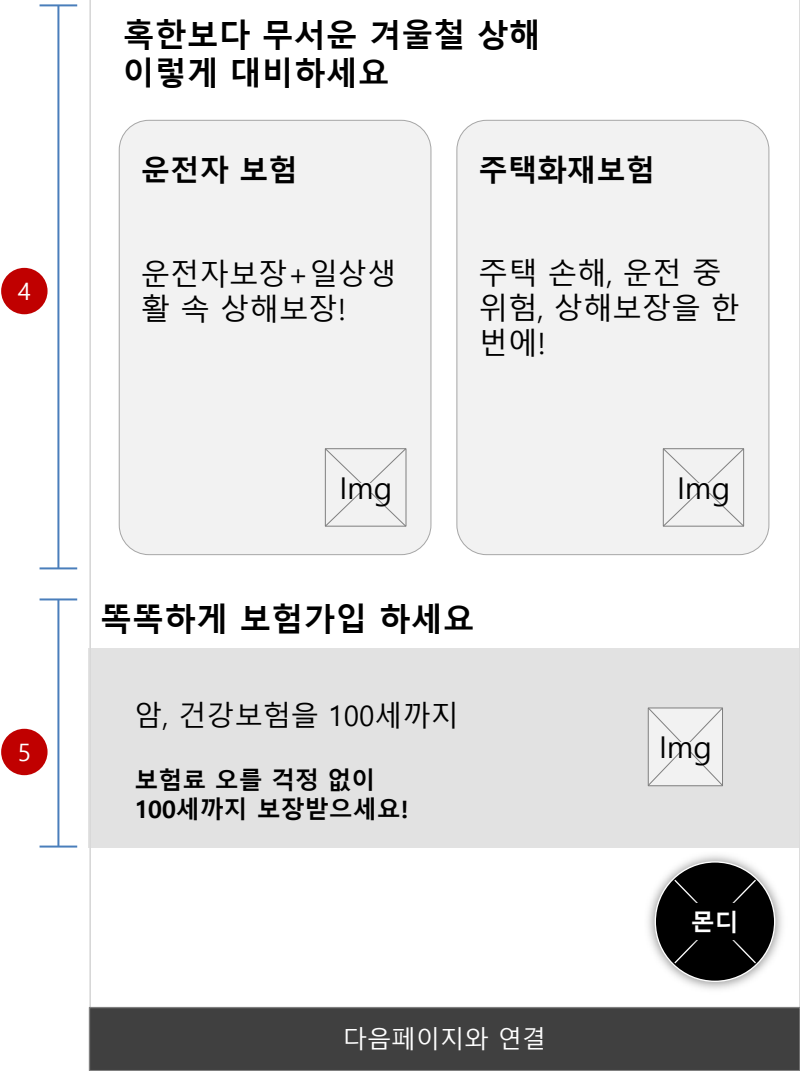 혹한보다 무서운 겨울철 상해
이렇게 대비하세요
운전자 보험
운전자보장+일상생
활 속 상해보장!
Img
주택화재보험
주택 손해, 운전 중
위험, 상해보장을 한
번에!
Img
4
똑똑하게 보험가입 하세요
암, 건강보험을 100세까지
보험료 오를 걱정 없이
100세까지 보장받으세요!
Img
5
몬디
다음페이지와 연결